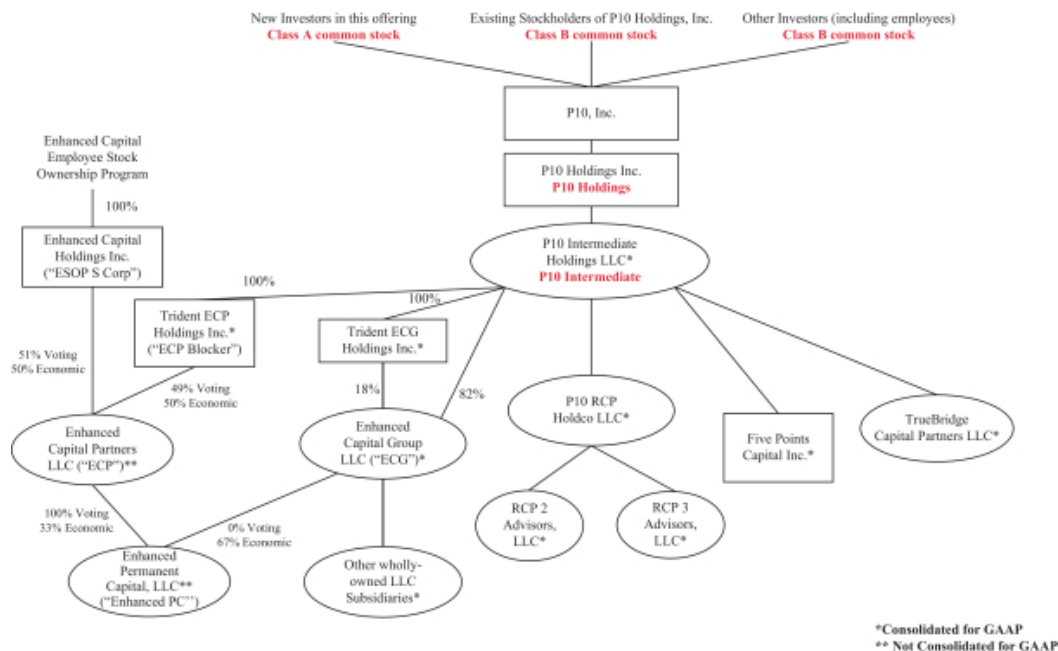 New Investors in this offering
Class A common stock
Existing Stockholders of P10 Holdings, Inc.
Class B common stock
Other Investors (including employees)
Class B common stock
P10, Inc.
Enhanced Capital
Employee Stock
Ownership Program
P10 Holdings Inc.
P10 Holdings
100%
Enhanced Capital
Holdings Inc.
(“ESOP S Corp”)
P10 Intermediate
Holdings LLC*
P10 Intermediate
100%
100%
Trident ECP
Holdings Inc.*
(“ECP Blocker”)
Trident ECG
Holdings Inc.*
51% Voting
50% Economic
49% Voting
50% Economic
18%
82%
P10 RCP
Holdco LLC*
Enhanced
Capital Partners
LLC (“ECP”)**
Enhanced
Capital Group
LLC (“ECG”)*
Five Points
Capital Inc.*
TrueBridge
Capital Partners LLC*
100% Voting
33% Economic
0% Voting
67% Economic
RCP 2
Advisors,
LLC*
RCP 3
Advisors,
LLC*
Enhanced
Permanent
Capital, LLC**
(“Enhanced PC’’)
Other wholly-
owned LLC
Subsidiaries*
*Consolidated for GAAP
** Not Consolidated for GAAP